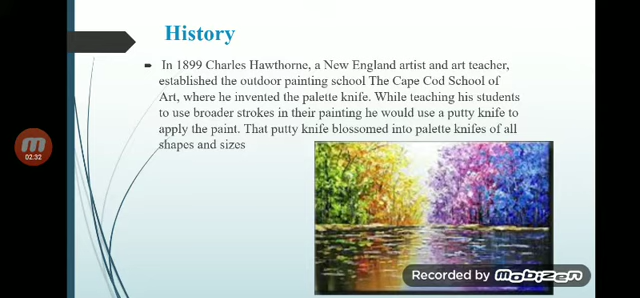 History
In 1899 Charles Hawthorne, a New England artist and art teacher,
established the outdoor painting school The Cape Cod School of
Art, where he invented the palette knife. While teaching his students
to use broader strokes in their painting he would use a putty knife to
apply the paint. That putty knife blossomed into palette knifes of all
shapes and sizes
02:32
Recorded by mobizen